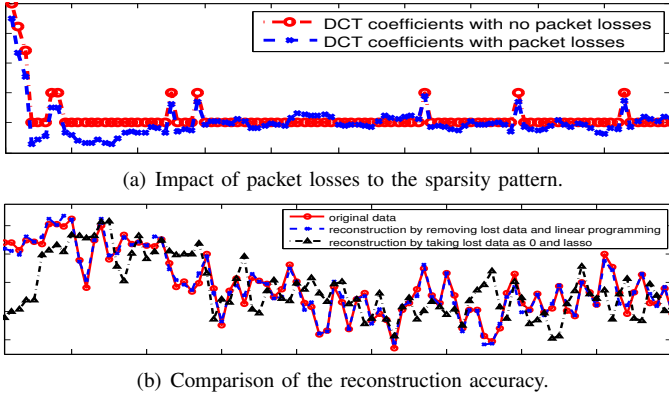 DCT coefficients with no packet losses
DCT coefficients with packet losses
(a) Impact of packet losses to the sparsity pattern.
original data
reconstruction by removing lost data and linear programming
reconstruction by taking lost data as 0 and lasso
(b) Comparison of the reconstruction accuracy.